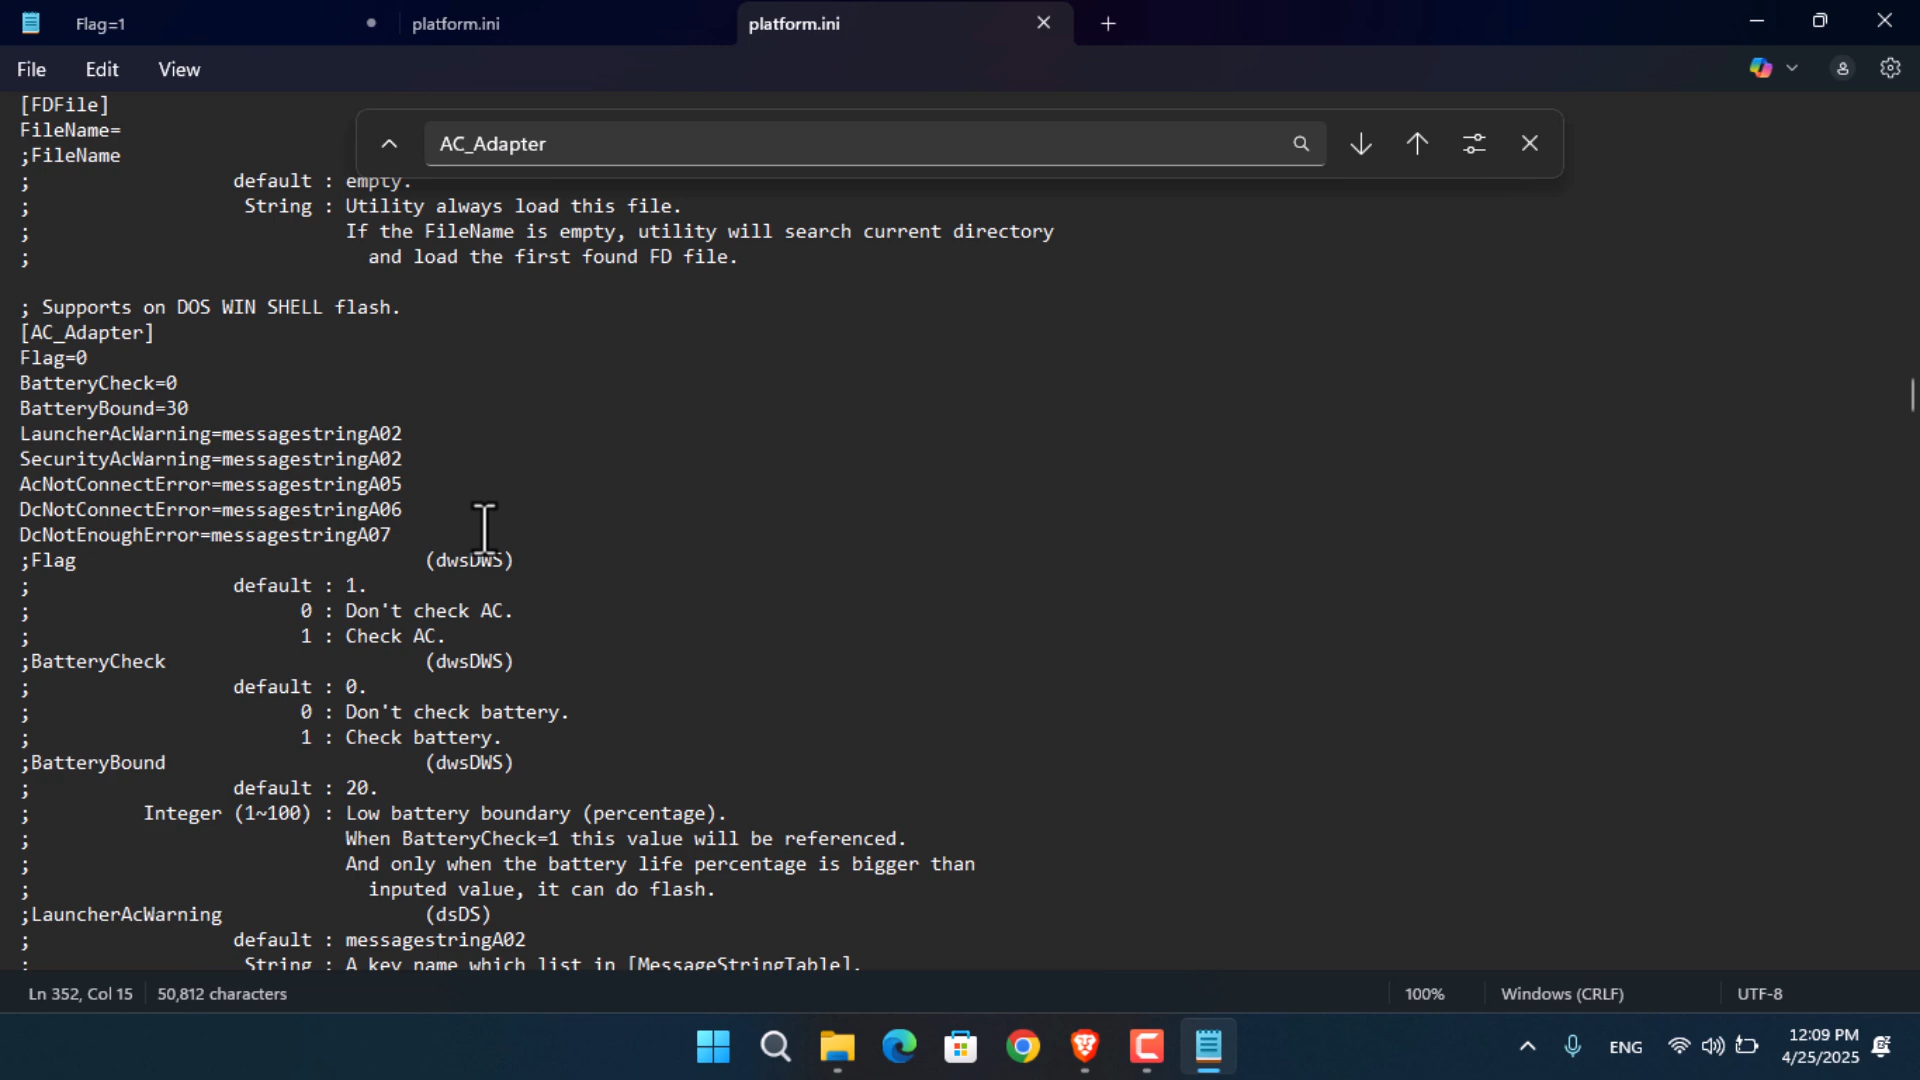 Flag=1
platform.ini
platform.ini
File
Edit
View
[FDFile]
FileName=
;FileName
AC_Adapter
; default : empty.
; String : Utility always load this file.
; If the FileName is empty, utility will search current directory
; and load the first found FD file.
; Supports on DOS WIN SHELL flash.
[AC_Adapter]
Flag=0
BatteryCheck=0
BatteryBound=30
LauncherAcWarning=messagestringA02
SecurityAcWarning=messagestringA02
AcNotConnectError=messagestringA05
DcNotConnectError=messagestringA06
DcNotEnoughError=messagestringA07
;Flag (dwsDWS)
; default : 1.
; 0 : Don't check AC.
; 1 : Check AC.
;BatteryCheck (dwsDWS)
; default : 0.
; 0 : Don't check battery.
; 1 : Check battery.
;BatteryBound (dwsDWS)
; default : 20.
; Integer (1~100) : Low battery boundary (percentage).
; When BatteryCheck=1 this value will be referenced.
; And only when the battery life percentage is bigger than
; inputed value, it can do flash.
;LauncherAcWarning (dsDS)
; default : messagestringA02
; String : A key name which list in [MessageStringTable].
Ln 352, Col 15
50,812 characters
100%
Windows (CRLF)
UTF-8
ENG
12:09 PM
4/25/2025